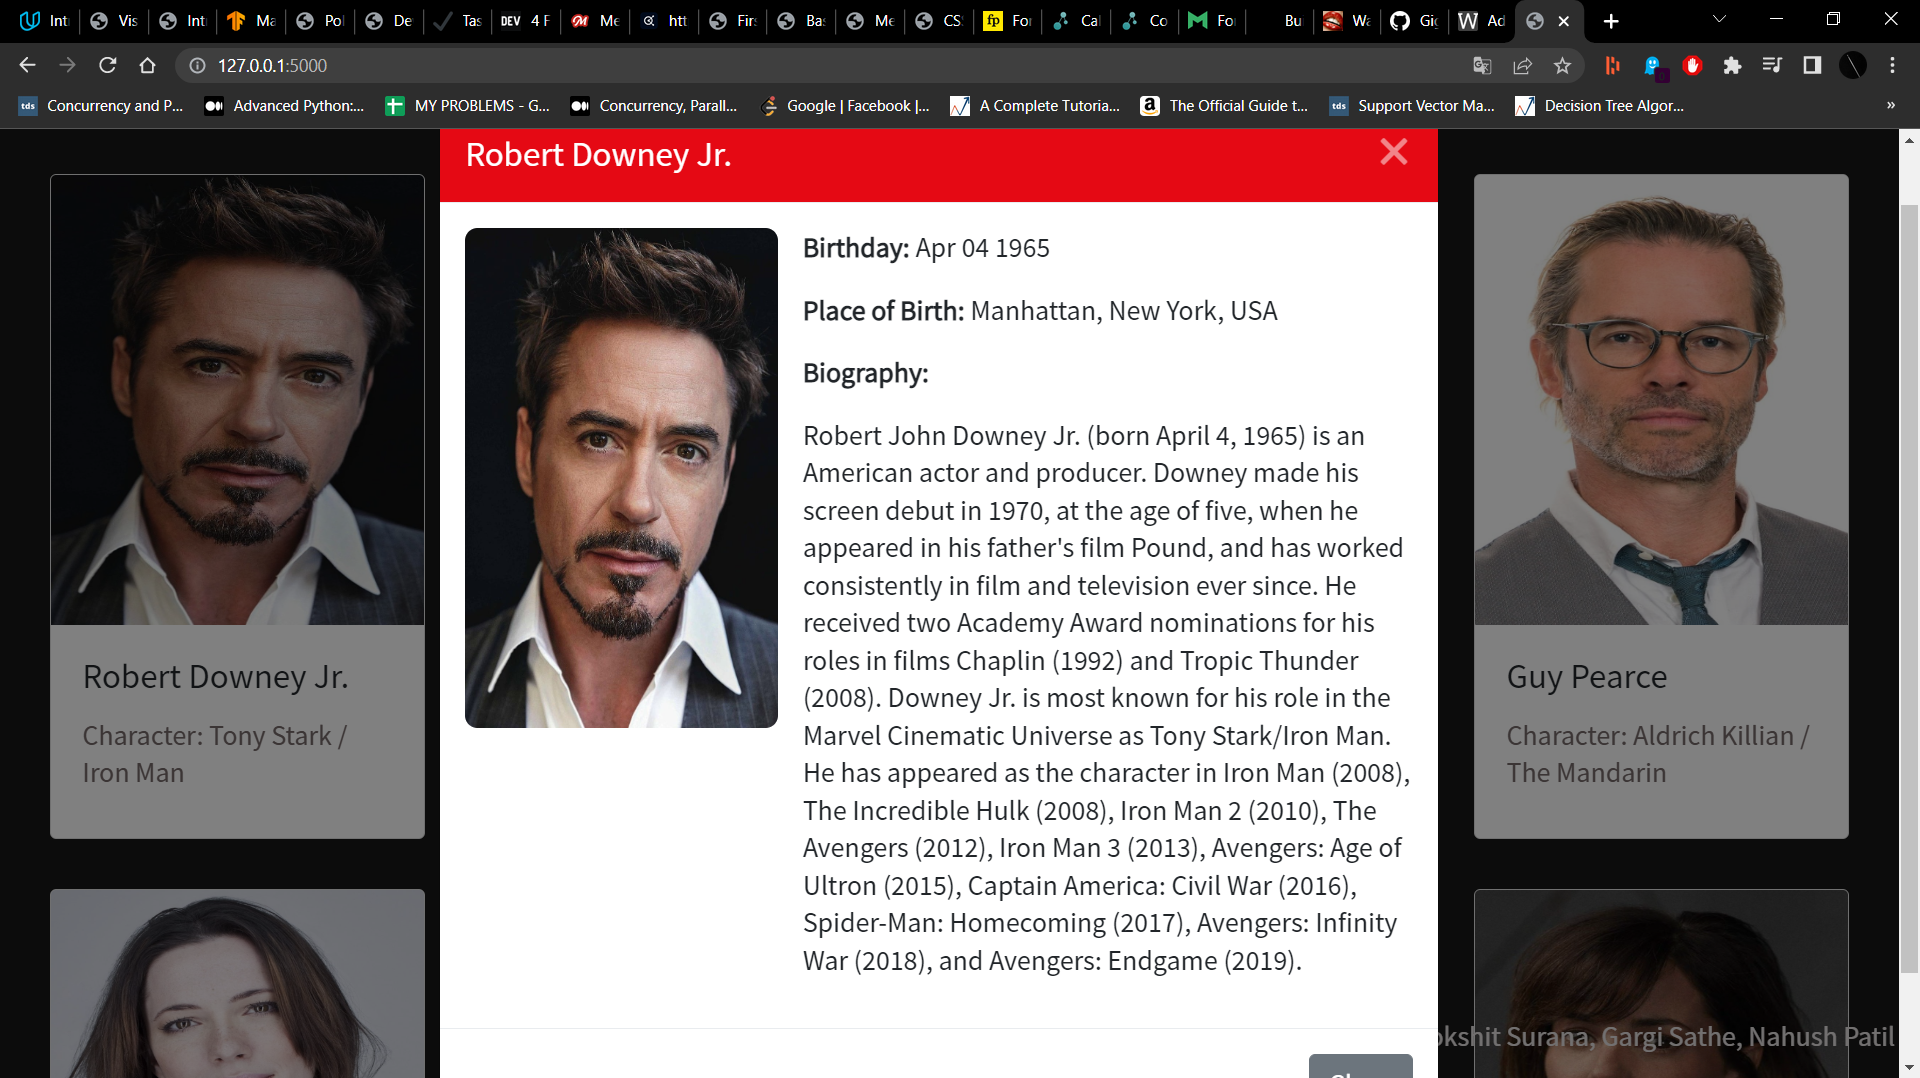 Int Vis Int Ma Pol De Tas DEV 4 F Me htt Firs Bas Me CS fp For Cal Co For Bu Wa Gig W Ad
127.0.0.1:5000
tds Concurrency and P... Advanced Python:... MY PROBLEMS - G... Concurrency, Parall... Google | Facebook |... A Complete Tutoria... a The Official Guide t... tds Support Vector Ma... Decision Tree Algor... »
Robert Downey Jr.
Birthday: Apr 04 1965
Place of Birth: Manhattan, New York, USA
Biography:
Robert John Downey Jr. (born April 4, 1965) is an
American actor and producer. Downey made his
screen debut in 1970, at the age of five, when he
appeared in his father's film Pound, and has worked
consistently in film and television ever since. He
received two Academy Award nominations for his
roles in films Chaplin (1992) and Tropic Thunder
(2008). Downey Jr. is most known for his role in the
Marvel Cinematic Universe as Tony Stark/Iron Man.
He has appeared as the character in Iron Man (2008),
The Incredible Hulk (2008), Iron Man 2 (2010), The
Avengers (2012), Iron Man 3 (2013), Avengers: Age of
Ultron (2015), Captain America: Civil War (2016),
Spider-Man: Homecoming (2017), Avengers: Infinity
War (2018), and Avengers: Endgame (2019).
Robert Downey Jr.
Character: Tony Stark /
Iron Man
Guy Pearce
Character: Aldrich Killian /
The Mandarin
okshit Surana, Gargi Sathe, Nahush Patil